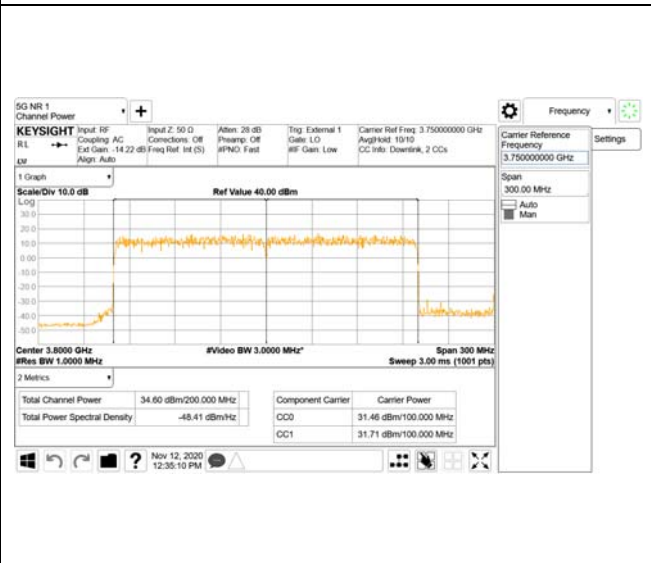 5G NR 1
Channel Power
Frequency
KEYSIGHT Input: RF Input Z: 50 Ω Atten: 28 dB Trig: External 1 Carrier Ref Freq: 3.750000000 GHz
RL Coupling: AC Corrections: Off Preamp: Off Gate: LO Avg|Hold: 10/10
Ext Gain: -14.22 dB Freq Ref: Int (S) #PNO: Fast #IF Gain: Low CC Info: Downlink, 2 CCs
Align: Auto
Carrier Reference
Frequency
3.750000000 GHz
Settings
Span
300.00 MHz
Auto
Man
1 Graph
Scale/Div 10.0 dB Ref Value 40.00 dBm
Log
30.0
20.0
10.0
0.00
-10.0
-20.0
-30.0
-40.0
-50.0
Center 3.8000 GHz #Video BW 3.0000 MHz* Span 300 MHz
#Res BW 1.0000 MHz Sweep 3.00 ms (1001 pts)
2 Metrics
Total Channel Power 34.60 dBm/200.000 MHz
Total Power Spectral Density -48.41 dBm/Hz
Component Carrier Carrier Power
CC0 31.46 dBm/100.000 MHz
CC1 31.71 dBm/100.000 MHz
Nov 12, 2020
12:35:10 PM